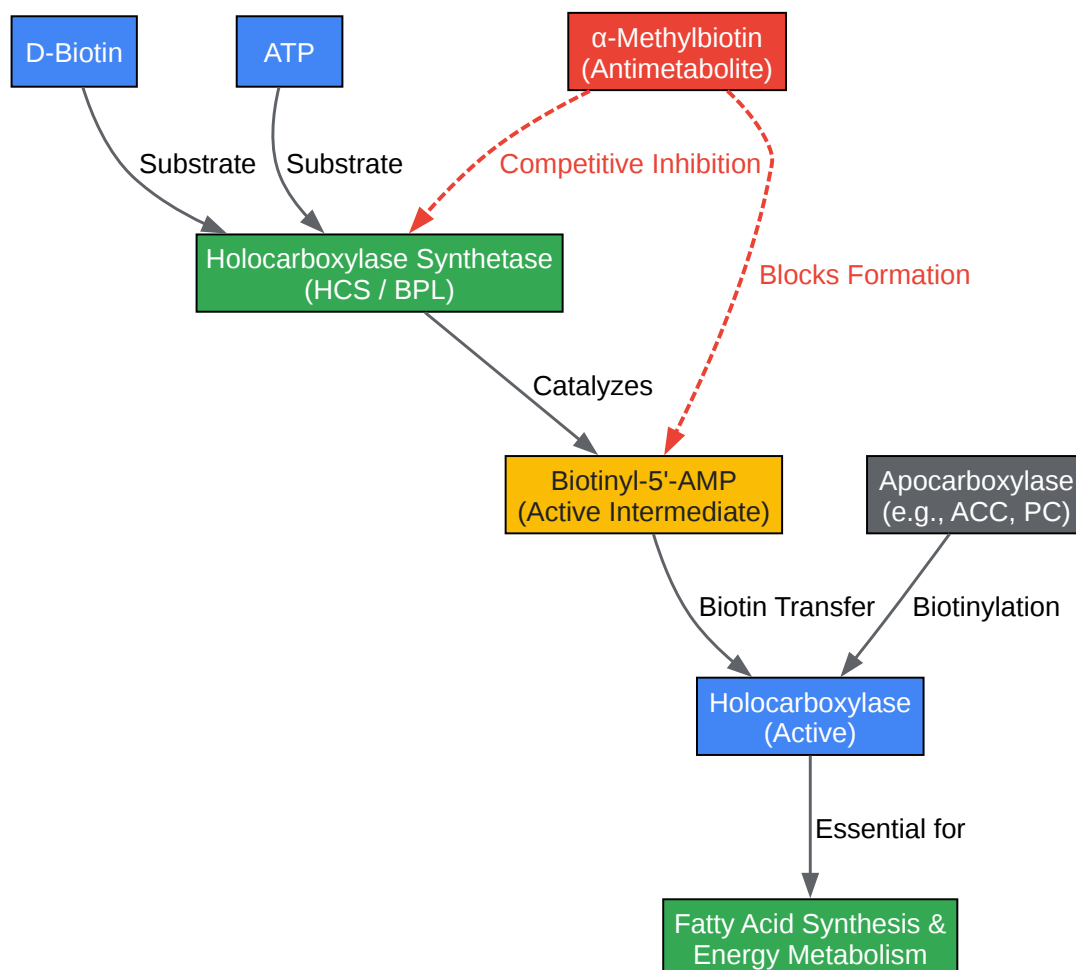 D-Biotin
ATP
α-Methylbiotin
(Antimetabolite)
Substrate
Substrate
Competitive Inhibition
Holocarboxylase Synthetase
(HCS / BPL)
Blocks Formation
Catalyzes
Biotinyl-5'-AMP
(Active Intermediate)
Apocarboxylase
(e.g., ACC, PC)
Biotin Transfer
Biotinylation
Holocarboxylase
(Active)
Essential for
Fatty Acid Synthesis &
Energy Metabolism